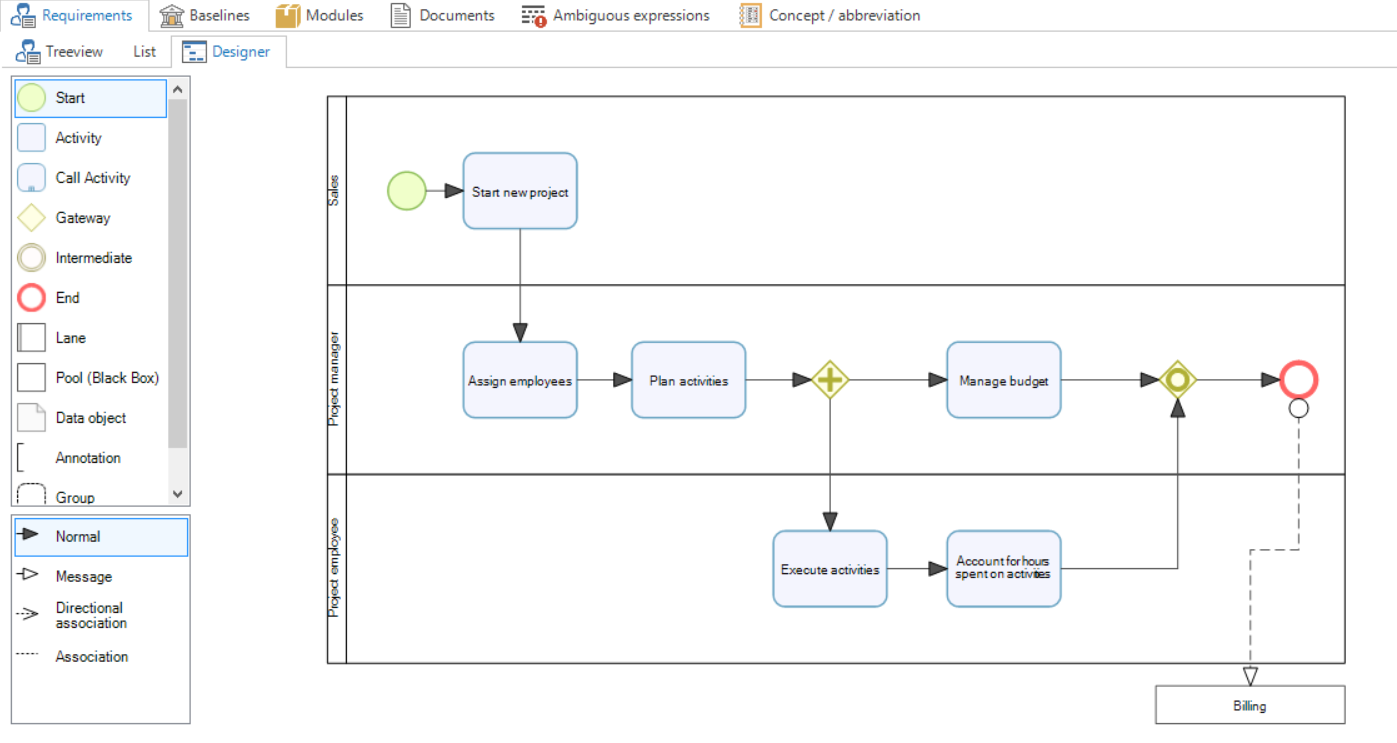 Requirements
Baselines
Modules
Documents
Ambiguous expressions
Concept / abbreviation
Treeview
List
Designer
Start
Activity
Call Activity
Gateway
Intermediate
End
Lane
Pool (Black Box)
Data object
Annotation
Group
Normal
Message
Directional
association
Association
Sales
Start new project
Project manager
Assign employees
Plan activities
Manage budget
Project employee
Execute activities
Account for hours
spent on activities
Billing